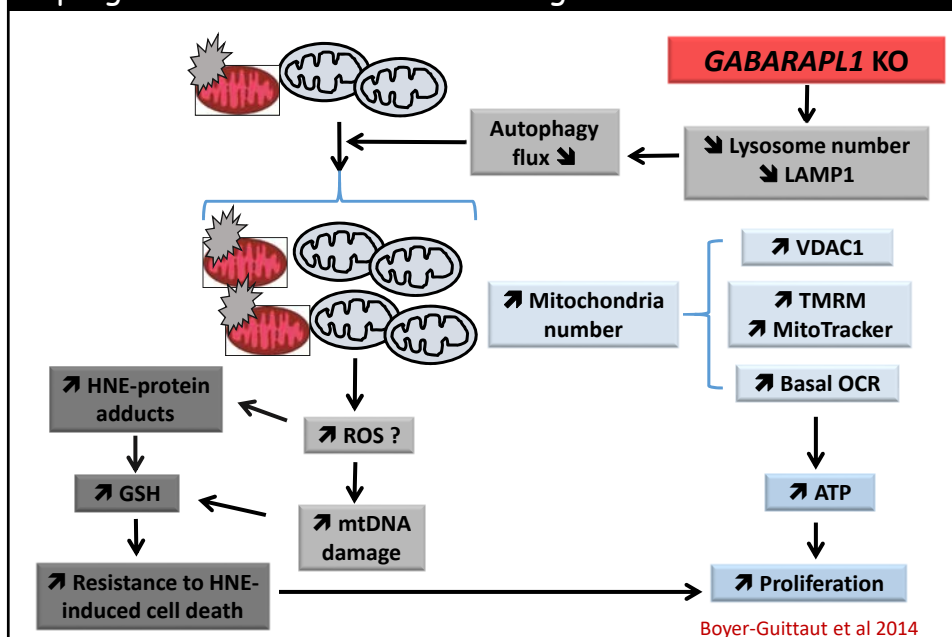 GABARAPL1 KO
Autophagy
flux ↘
↘ Lysosome number
↘ LAMP1
↗ VDAC1
↗ Mitochondria
number
↗ TMRM
↗ MitoTracker
↗ Basal OCR
↗ HNE-protein
adducts
↗ ROS ?
↗ GSH
↗ mtDNA
damage
↗ ATP
↗ Resistance to HNE-
induced cell death
↗ Proliferation
Boyer-Guittaut et al 2014